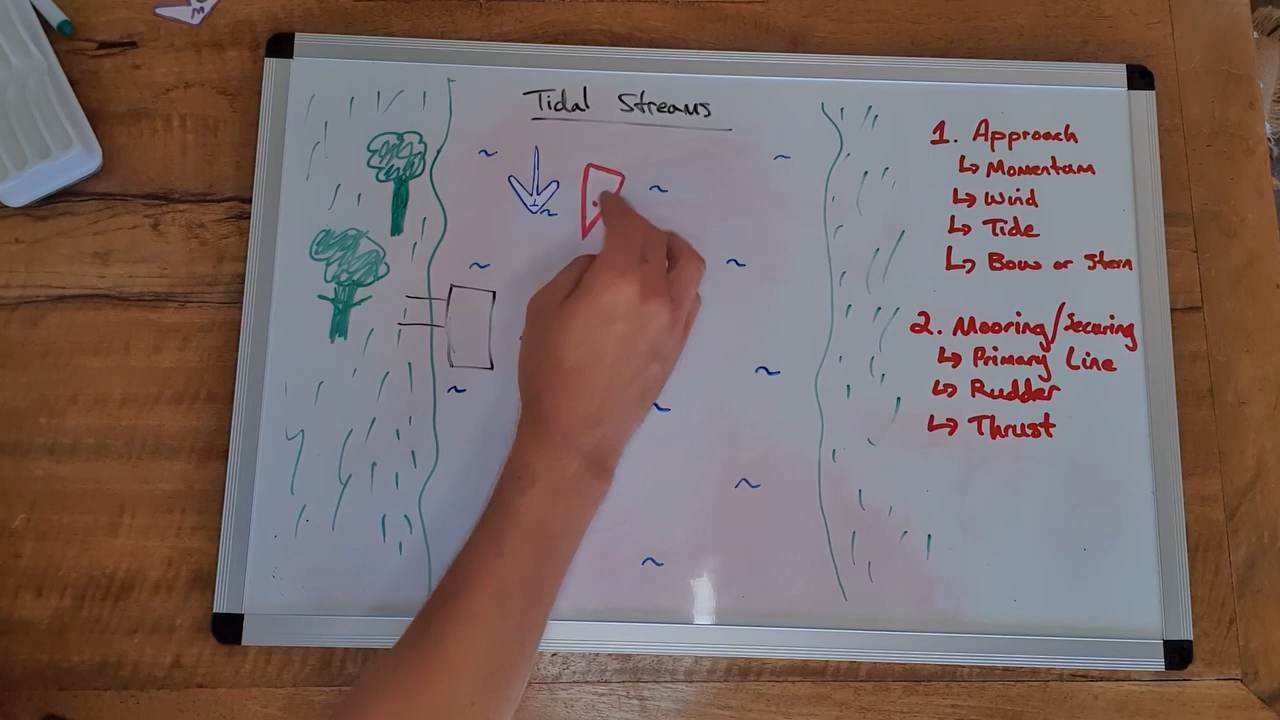 Tidal Streams
1. Approach
↳ Momentum
↳ Wind
↳ Tide
↳ Bow or Stern
2. Mooring/Securing
↳ Primary Line
↳ Rudder
↳ Thrust